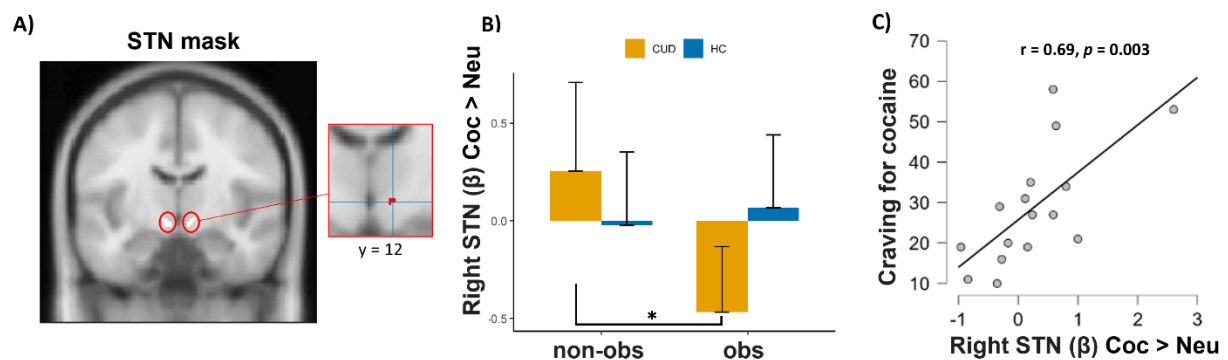 A)
STN mask
y = 12
B)
CUD HC
Right STN (β) Coc > Neu
0.5
0.0
-0.5
*
non-obs obs
C)
r = 0.69, p = 0.003
Craving for cocaine
70
60
50
40
30
20
10
-1 0 1 2 3
Right STN (β) Coc > Neu